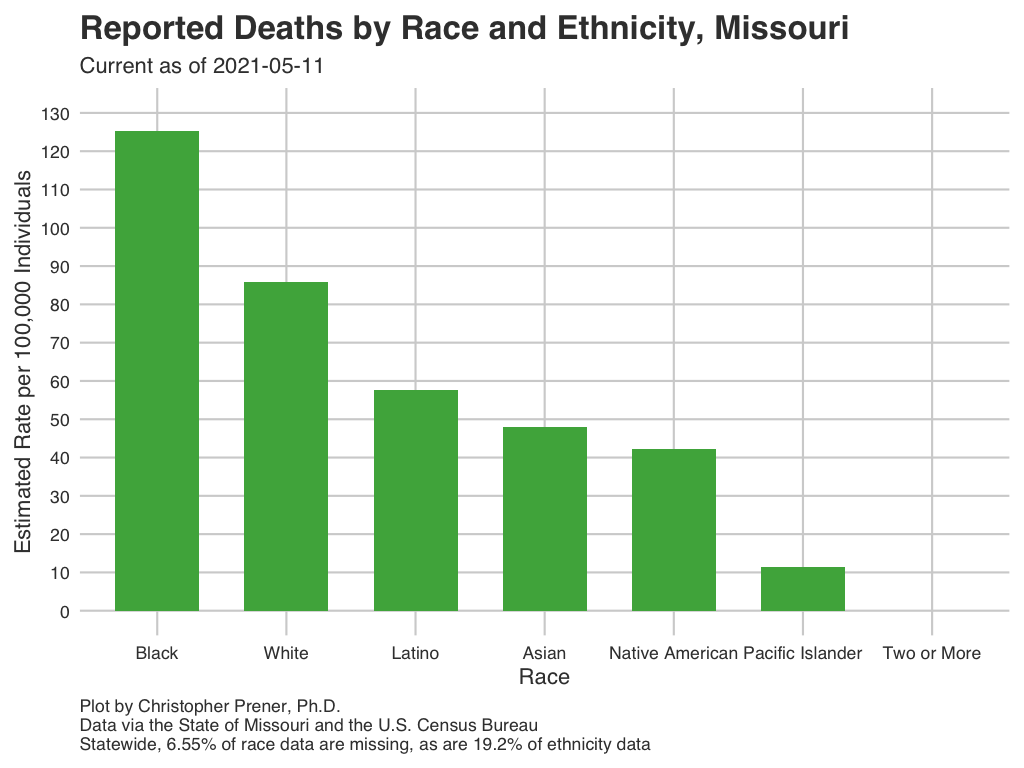 Reported Deaths by Race and Ethnicity, Missouri
Current as of 2021-05-11
Estimated Rate per 100,000 Individuals
130
120
110
100
90
80
70
60
50
40
30
20
10
0
Black White Latino Asian Native American Pacific Islander Two or More
Race
Plot by Christopher Prener, Ph.D.
Data via the State of Missouri and the U.S. Census Bureau
Statewide, 6.55% of race data are missing, as are 19.2% of ethnicity data